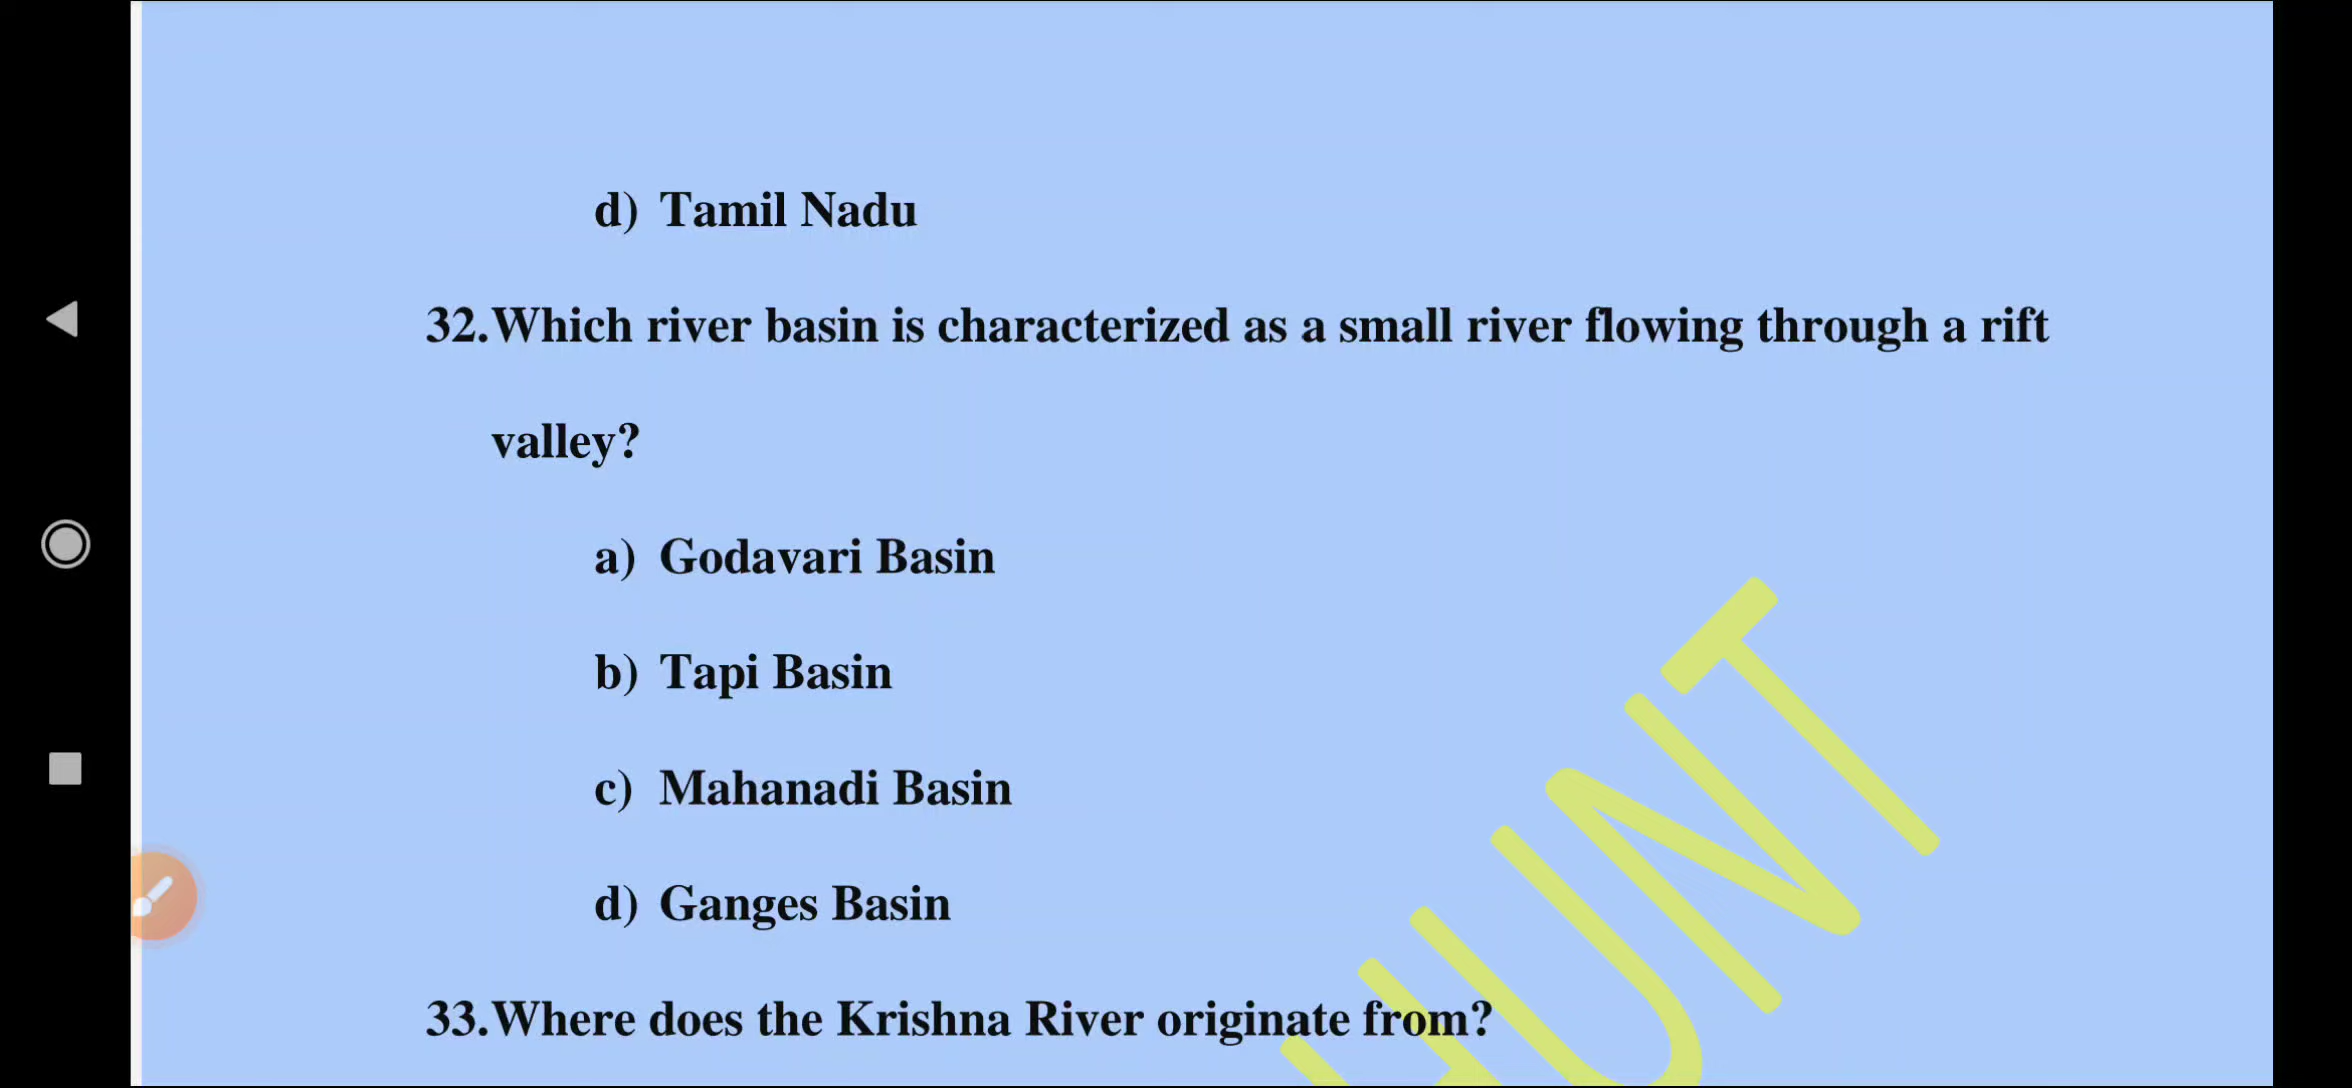 d) Tamil Nadu
32.Which river basin is characterized as a small river flowing through a rift
valley?
a) Godavari Basin
b) Tapi Basin
c) Mahanadi Basin
d) Ganges Basin
33.Where does the Krishna River originate from?
HUNT